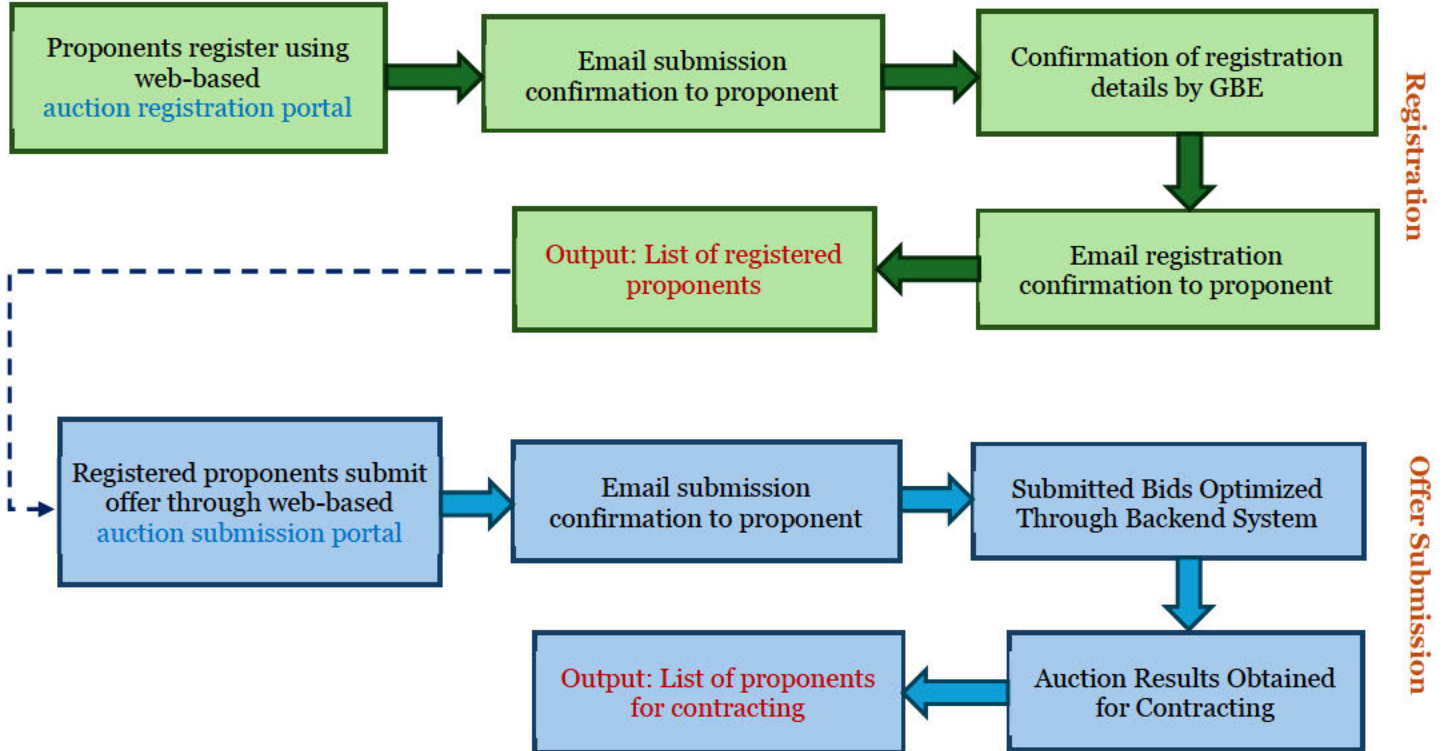 Proponents register using
web-based
auction registration portal
Email submission
confirmation to proponent
Confirmation of registration
details by GBE
Registration
Output: List of registered
proponents
Email registration
confirmation to proponent
Registered proponents submit
offer through web-based
auction submission portal
Email submission
confirmation to proponent
Submitted Bids Optimized
Through Backend System
Offer Submission
Output: List of proponents
for contracting
Auction Results Obtained
for Contracting